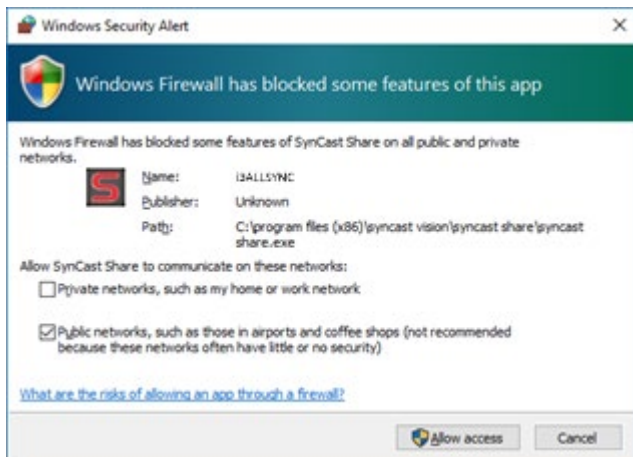 Windows Security Alert
Windows Firewall has blocked some features of this app
Windows Firewall has blocked some features of SynCast Share on all public and private
networks.
S
Name: i3ALLSYNC
Publisher: Unknown
Path: C:\program files (x86)\syncast vision\syncast share\syncast
share.exe
Allow SynCast Share to communicate on these networks:
Private networks, such as my home or work network
Public networks, such as those in airports and coffee shops (not recommended
because these networks often have little or no security)
What are the risks of allowing an app through a firewall?
Allow access Cancel